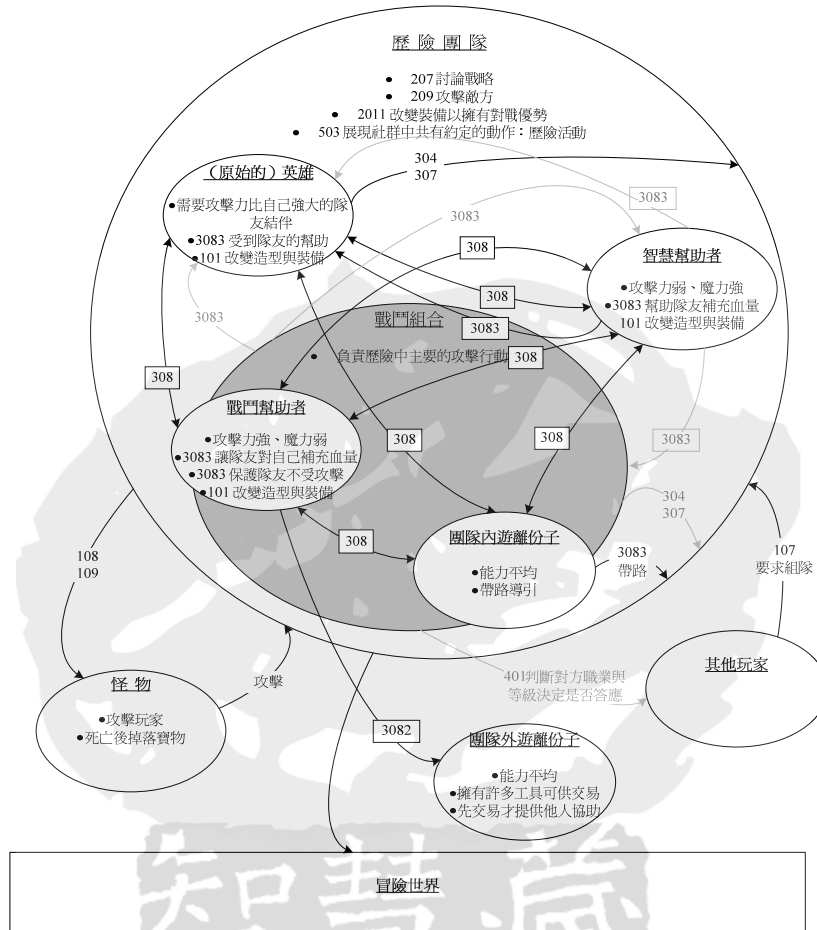 歷險團隊
●207討論戰略
●209攻擊敵方
●2011改變裝備以擁有對戰優勢
●503展現社群中共有約定的動作：歷險活動
304
307
（原始的）英雄
●需要攻擊力比自己強大的隊
友結伴
●3083受到隊友的幫助
●101改變造型與裝備
3083
3083
308
智慧幫助者
●攻擊力弱、魔力強
●3083幫助隊友補充血量
101改變造型與裝備
308
3083
3083
戰鬥組合
●負責歷險中主要的攻擊行動
308
308
戰鬥幫助者
●攻擊力強、魔力弱
●3083讓隊友對自己補充血量
●3083保護隊友不受攻擊
●101改變造型與裝備
308
308
3083
304
307
308
團隊內遊離份子
●能力平均
●帶路導引
3083
帶路
108
109
107
要求組隊
攻擊
401判斷對方職業與
等級決定是否答應
其他玩家
怪物
●攻擊玩家
●死亡後掉落寶物
3082
團隊外遊離份子
●能力平均
●擁有許多工具可供交易
●先交易才提供他人協助
冒險世界